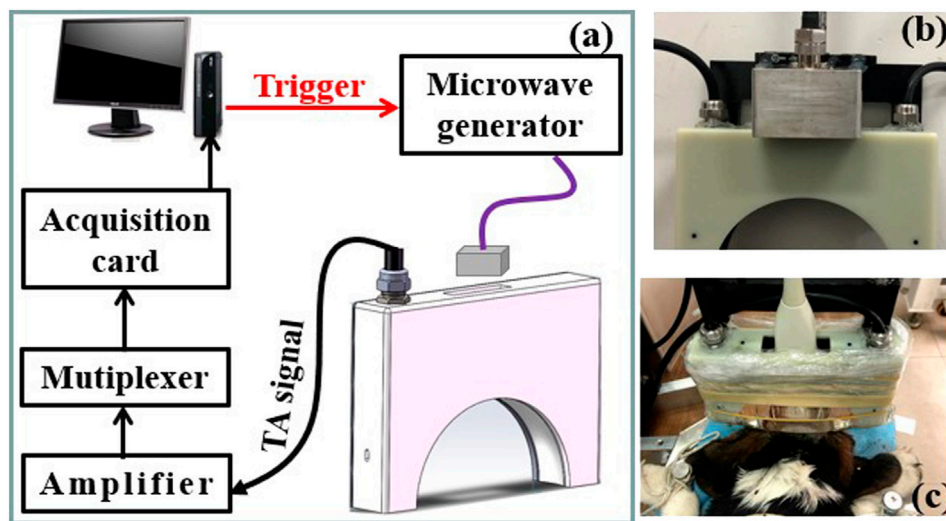 (a)
Trigger
Microwave
generator
Acquisition
card
Mutiplexer
Amplifier
TA signal
(b)
(c)